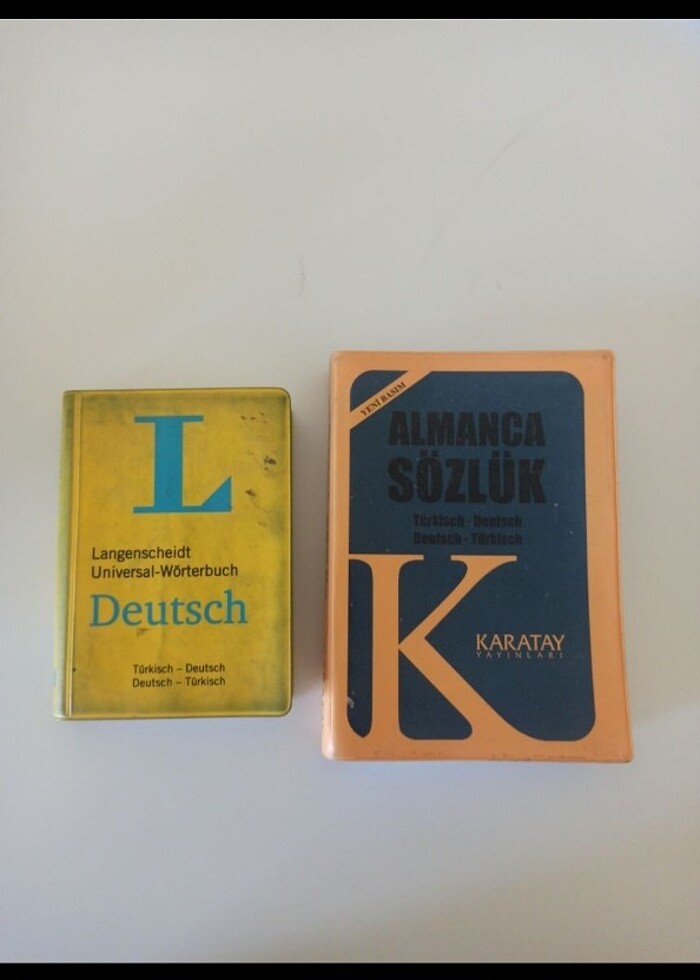 L
Langenscheidt
Universal-Wörterbuch
Deutsch
Türkisch – Deutsch
Deutsch – Türkisch
YENİ BASIM
ALMANCA
SÖZLÜK
Türkisch - Deutsch
Deutsch - Türkisch
K
KARATAY
YAYINLARI